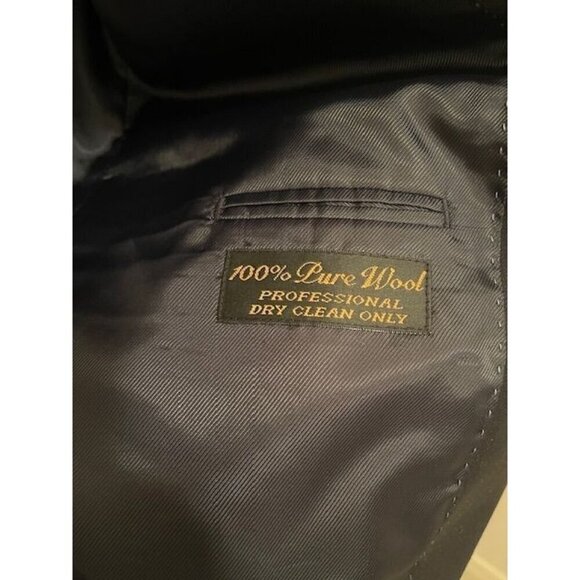 100% Pure Wool
PROFESSIONAL
DRY CLEAN ONLY